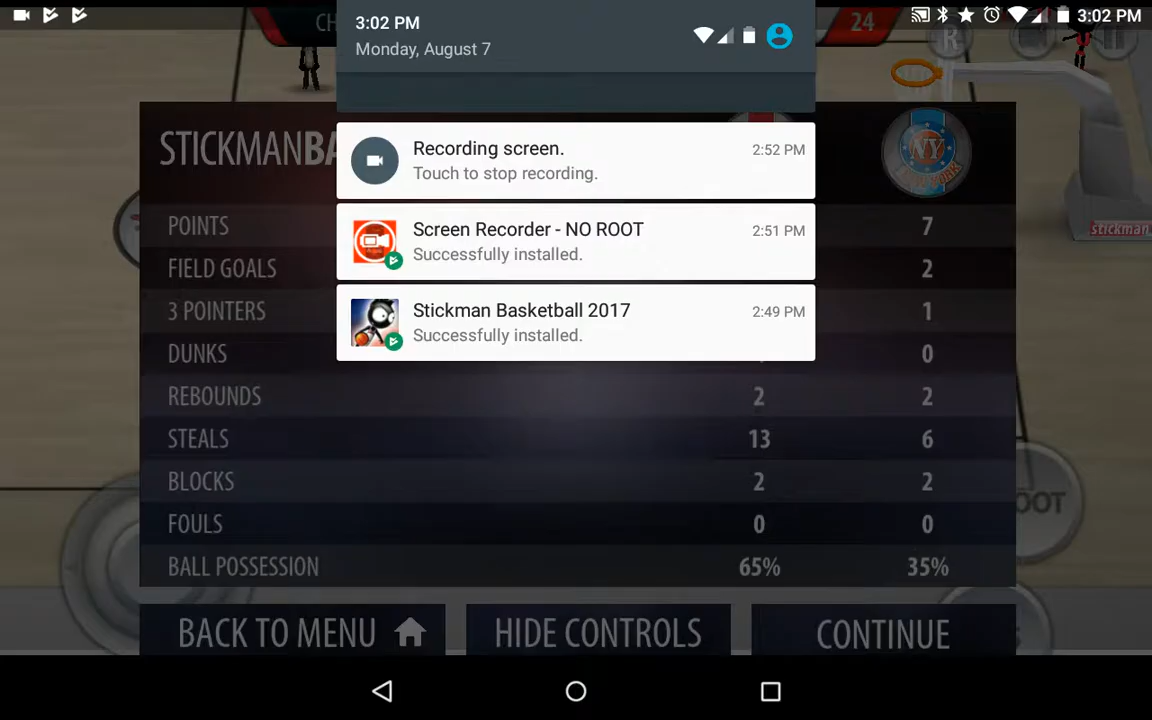 3:02 PM
Monday, August 7
3:02 PM
CH
24
R
Recording screen.
2:52 PM
Touch to stop recording.
Screen Recorder - NO ROOT
2:51 PM
Successfully installed.
Stickman Basketball 2017
2:49 PM
Successfully installed.
STICKMANBA
NY
stickman
POINTS 7
FIELD GOALS 2
3 POINTERS 1
DUNKS 0
REBOUNDS 2 2
STEALS 13 6
BLOCKS 2 2
FOULS 0 0
BALL POSSESSION 65% 35%
OOT
BACK TO MENU
HIDE CONTROLS
CONTINUE